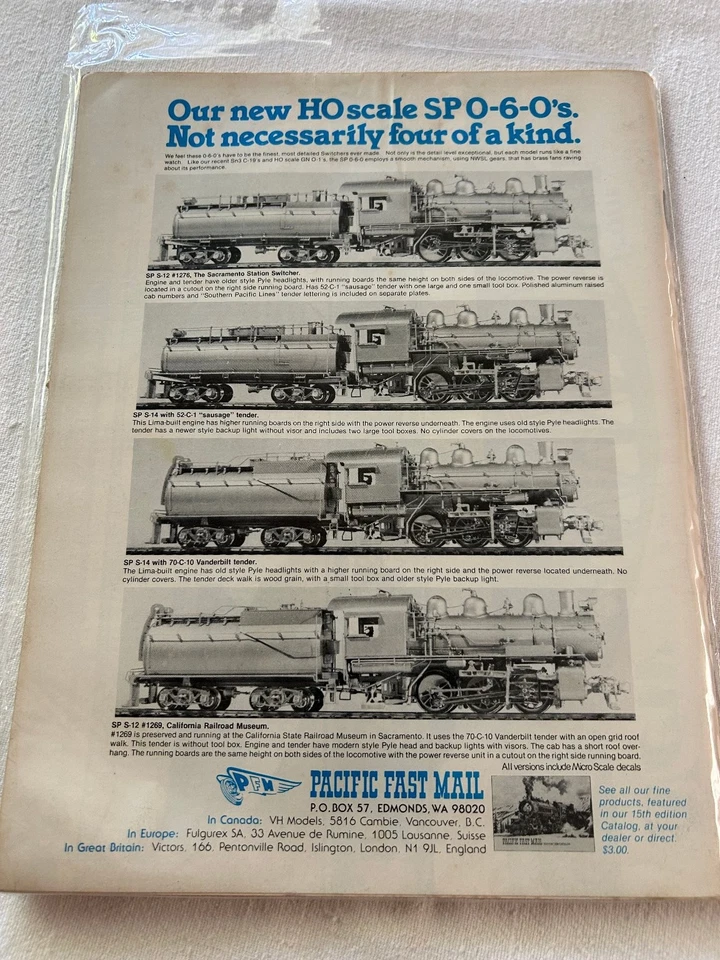 Our new HO scale SP 0-6-0's.
Not necessarily four of a kind.
We feel these 0-6-0's have to be the finest, most detailed Switchers ever made. Not only is the detail level exceptional, but each model runs like a fine
watch. Like our recent Sn3 C-19's and HO scale GN O-1's, the SP 0-6-0 employs a smooth mechanism, using NWSL gears, that has brass fans raving
about its performance.
SP S-12 #1276, The Sacramento Station Switcher.
Engine and tender have older style Pyle headlights, with running boards the same height on both sides of the locomotive. The power reverse is
located in a cutout on the right side running board. Has 52-C-1 "sausage" tender with one large and one small tool box. Polished aluminum raised
cab numbers and "Southern Pacific Lines" tender lettering is included on separate plates.
SP S-14 with 52-C-1 "sausage" tender.
This Lima-built engine has higher running boards on the right side with the power reverse underneath. The engine uses old style Pyle headlights. The
tender has a newer style backup light without visor and includes two large tool boxes. No cylinder covers on the locomotives.
SP S-14 with 70-C-10 Vanderbilt tender.
The Lima-built engine has old style Pyle headlights with a higher running board on the right side and the power reverse located underneath. No
cylinder covers. The tender deck walk is wood grain, with a small tool box and older style Pyle backup light.
SP S-12 #1269, California Railroad Museum.
#1269 is preserved and running at the California State Railroad Museum in Sacramento. It uses the 70-C-10 Vanderbilt tender with an open grid roof
walk. This tender is without tool box. Engine and tender have modern style Pyle head and backup lights with visors. The cab has a short roof over-
hang. The running boards are the same height on both sides of the locomotive with the power reverse unit in a cutout on the right side running board.
All versions include Micro Scale decals
PFM
PACIFIC FAST MAIL
P.O. BOX 57, EDMONDS, WA 98020
In Canada: VH Models, 5816 Cambie, Vancouver, B.C.
In Europe: Fulgurex SA, 33 Avenue de Rumine, 1005 Lausanne, Suisse
In Great Britain: Victors, 166, Pentonville Road, Islington, London, N1 9JL, England
PACIFIC FAST MAIL
See all our fine
products, featured
in our 15th edition
Catalog, at your
dealer or direct.
$3.00.